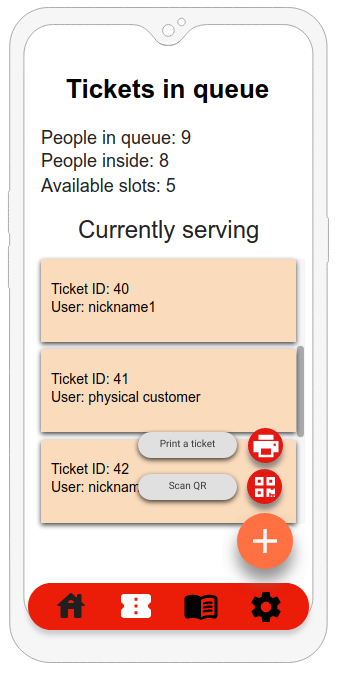 Tickets in queue
People in queue: 9
People inside: 8
Available slots: 5
Currently serving
Ticket ID: 40
User: nickname1
Ticket ID: 41
User: physical customer
Print a ticket
Ticket ID: 42
User: nicknam
Scan QR